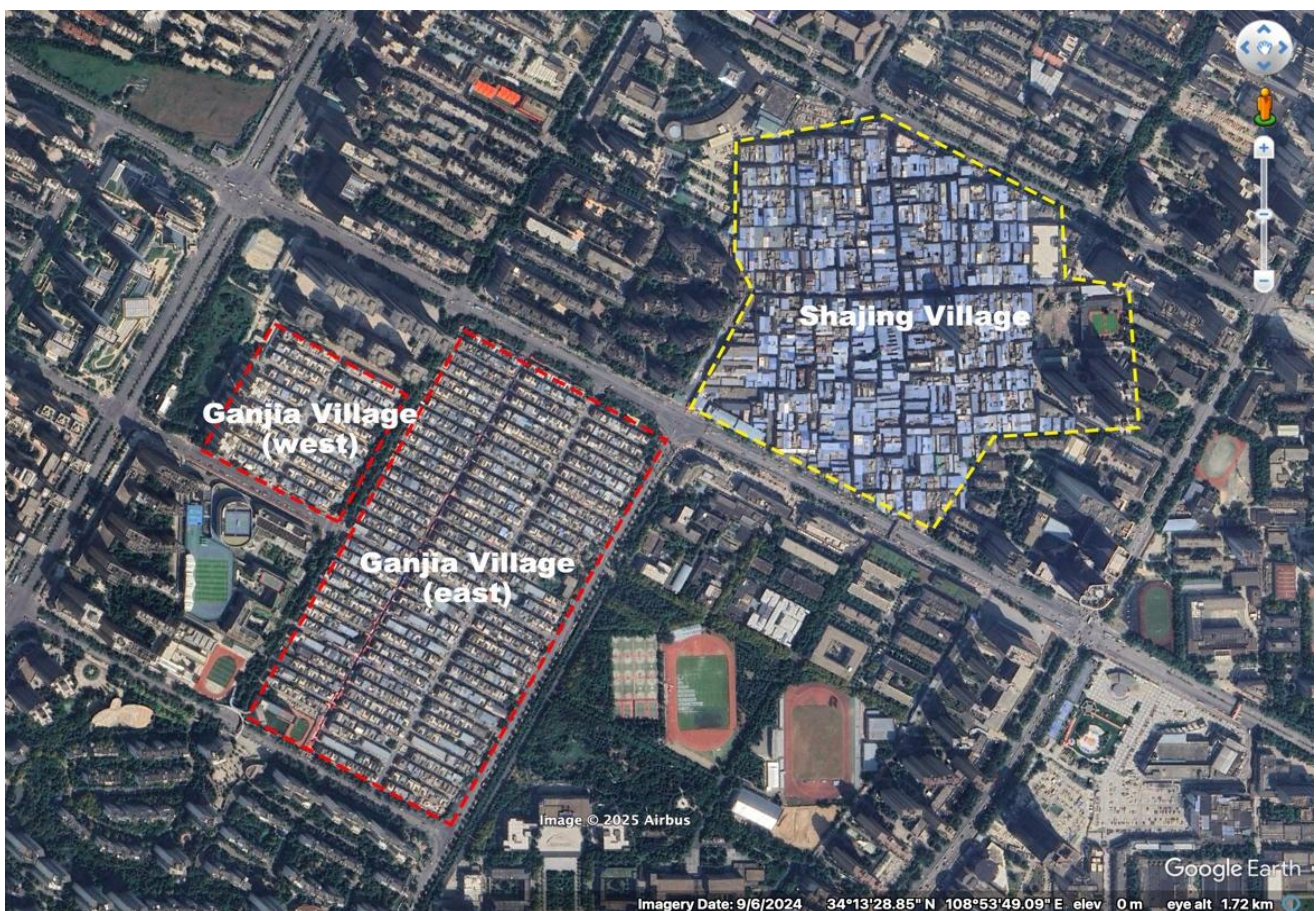 Shajing Village
Ganjia Village
(west)
Ganjia Village
(east)
Image © 2025 Airbus
Google Earth
Imagery Date: 9/6/2024 34°13'28.85" N 108°53'49.09" E elev 0 m eye alt 1.72 km